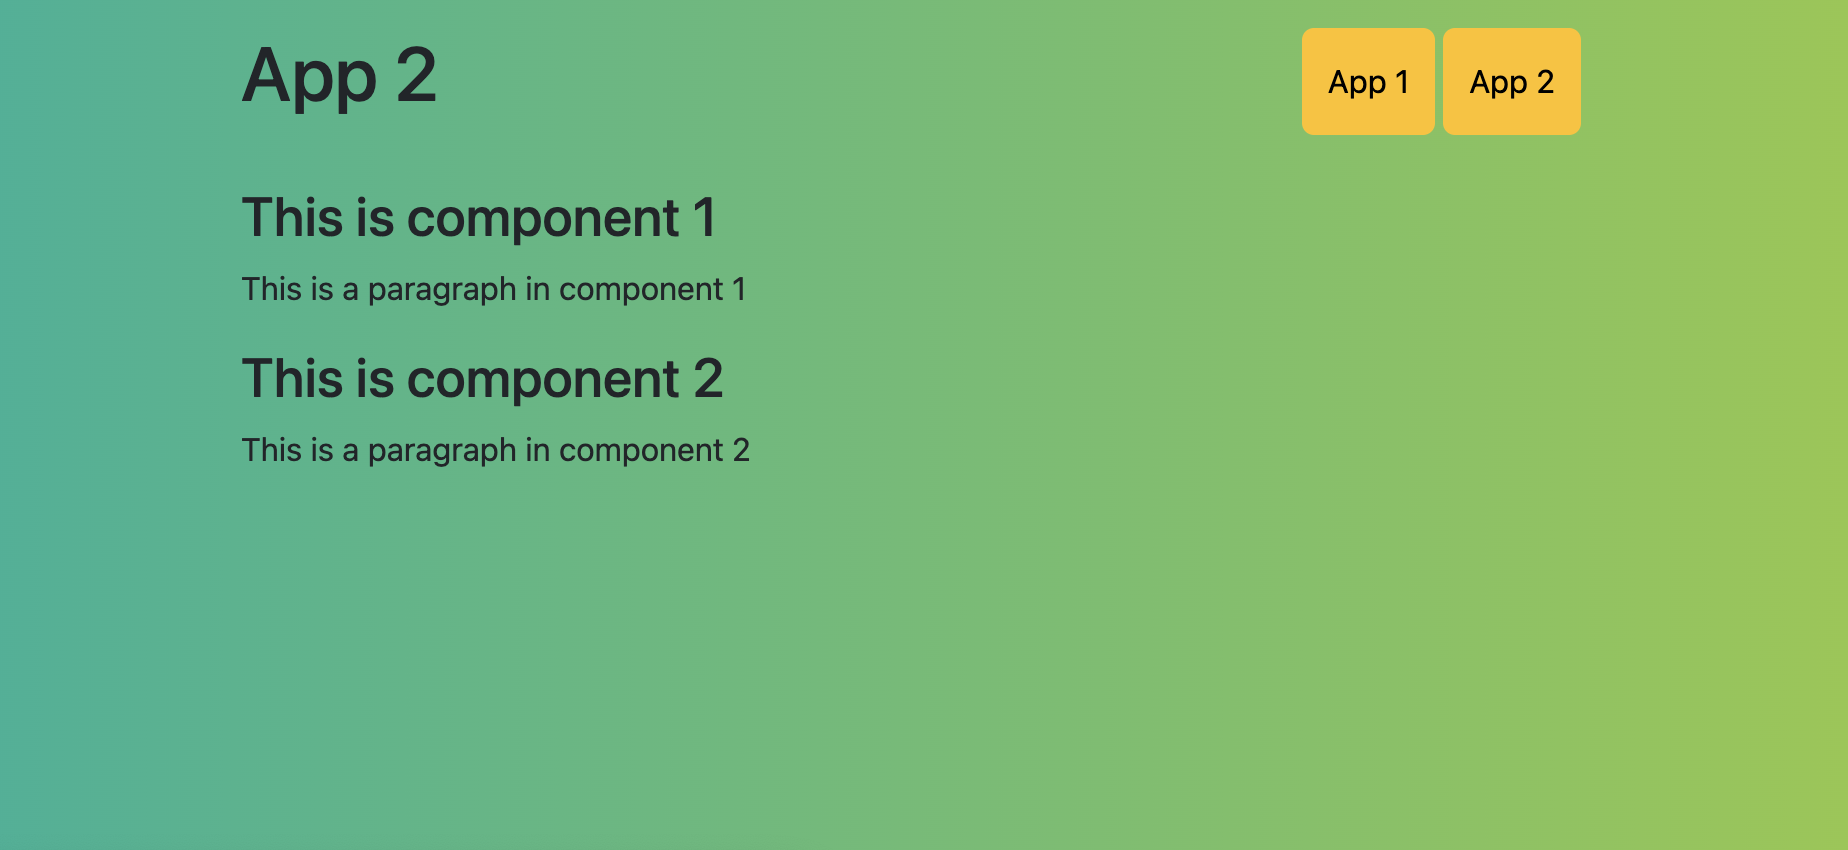 App 2
App 1
App 2
This is component 1
This is a paragraph in component 1
This is component 2
This is a paragraph in component 2